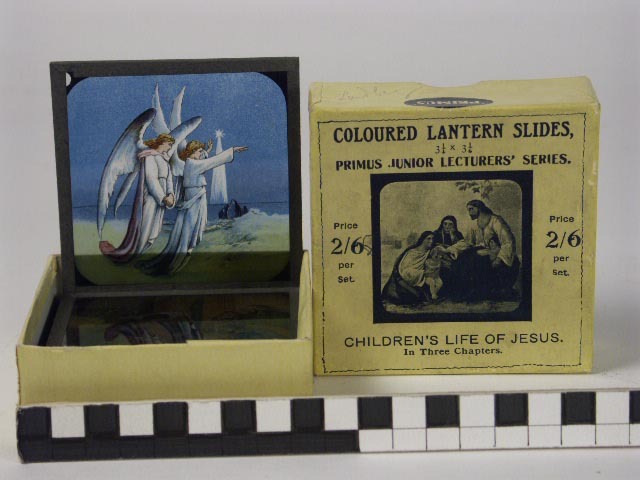 PRIMUS
COLOURED LANTERN SLIDES,
3¼ × 3¼
PRIMUS JUNIOR LECTURERS' SERIES.
Price
2/6
per
Set.
Price
2/6
per
Set.
CHILDREN'S LIFE OF JESUS.
In Three Chapters.